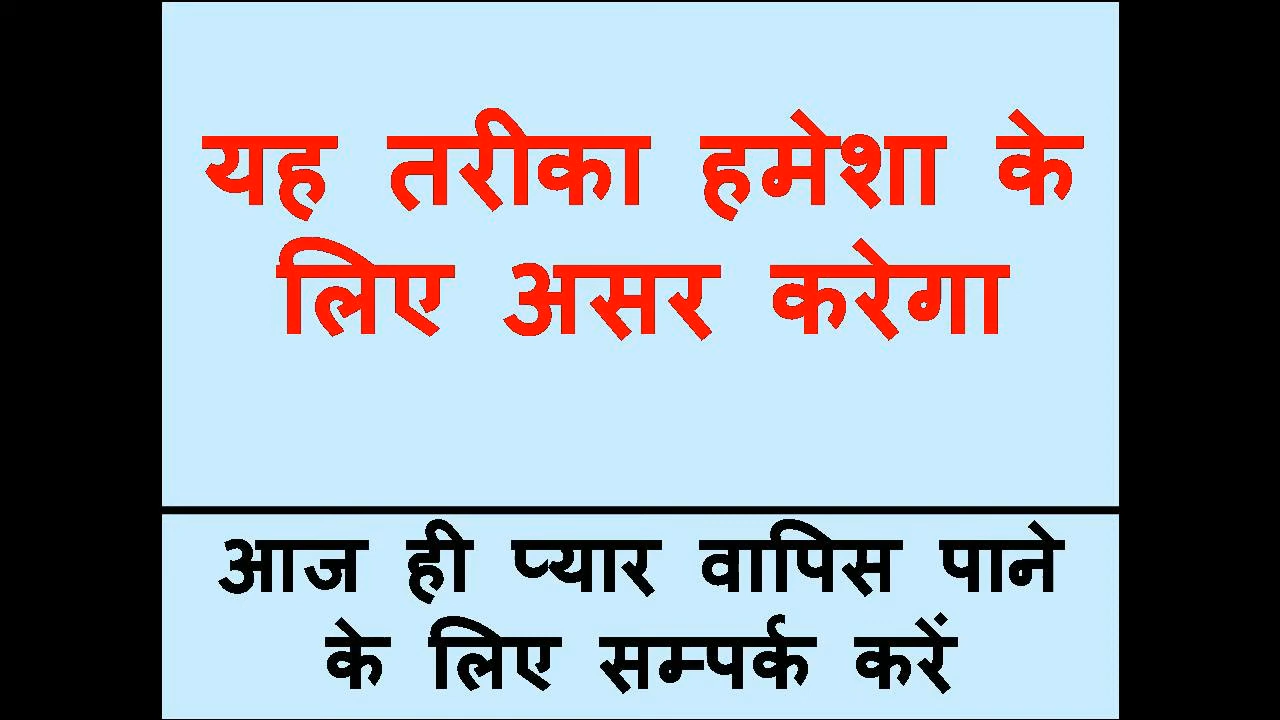 यह तरीका हमेशा के
लिए असर करेगा
आज ही प्यार वापिस पाने
के लिए सम्पर्क करें